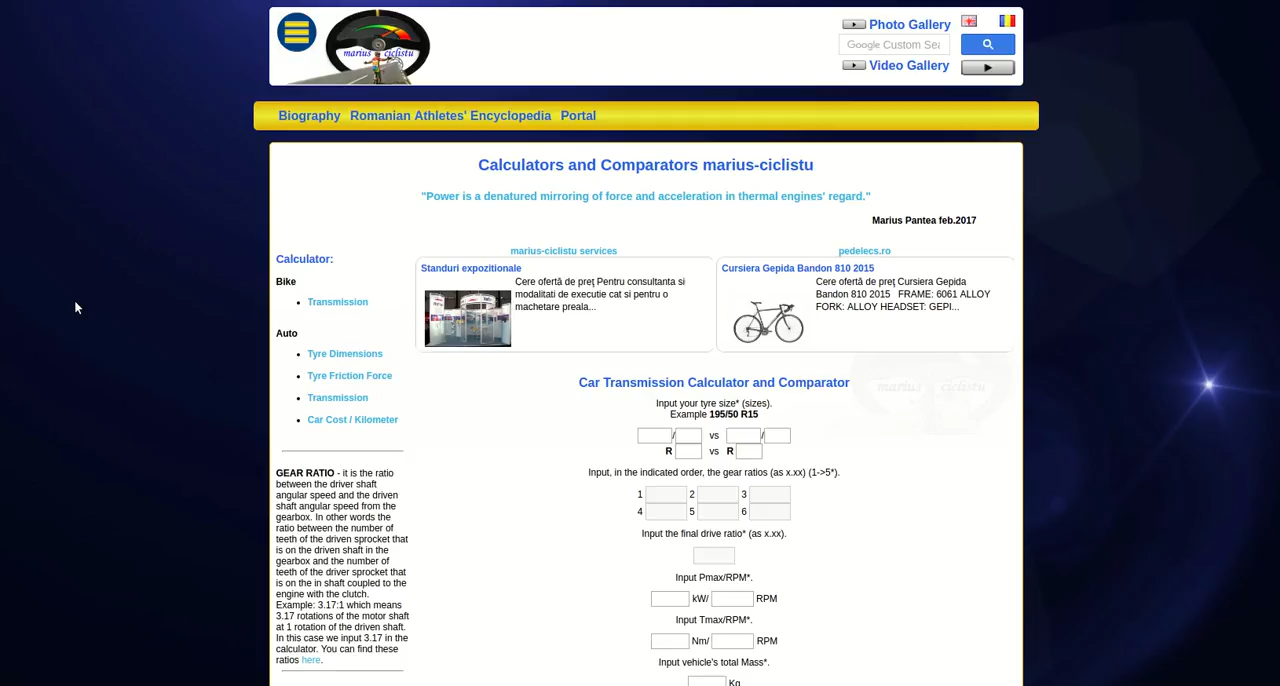 marius ciclistu
Photo Gallery
Google Custom Sea
Video Gallery
Biography Romanian Athletes' Encyclopedia Portal
Calculators and Comparators marius-ciclistu
"Power is a denatured mirroring of force and acceleration in thermal engines' regard."
Marius Pantea feb.2017
Calculator:
Bike
Transmission
Auto
Tyre Dimensions
Tyre Friction Force
Transmission
Car Cost / Kilometer
GEAR RATIO - it is the ratio
between the driver shaft
angular speed and the driven
shaft angular speed from the
gearbox. In other words the
ratio between the number of
teeth of the driven sprocket that
is on the driven shaft in the
gearbox and the number of
teeth of the driver sprocket that
is on the in shaft coupled to the
engine with the clutch.
Example: 3.17:1 which means
3.17 rotations of the motor shaft
at 1 rotation of the driven shaft.
In this case we input 3.17 in the
calculator. You can find these
ratios here.
marius-ciclistu services
Standuri expozitionale
Cere ofertă de preţ Pentru consultanta si
modalitati de executie cat si pentru o
machetare preala...
pedelecs.ro
Cursiera Gepida Bandon 810 2015
Cere ofertă de preţ Cursiera Gepida
Bandon 810 2015 FRAME: 6061 ALLOY
FORK: ALLOY HEADSET: GEPI...
marius ciclistu
Car Transmission Calculator and Comparator
Input your tyre size* (sizes).
Example 195/50 R15
/ vs /
R vs R
Input, in the indicated order, the gear ratios (as x.xx) (1->5*).
1 2 3
4 5 6
Input the final drive ratio* (as x.xx).
Input Pmax/RPM*.
kW/ RPM
Input Tmax/RPM*.
Nm/ RPM
Input vehicle's total Mass*.
Kg